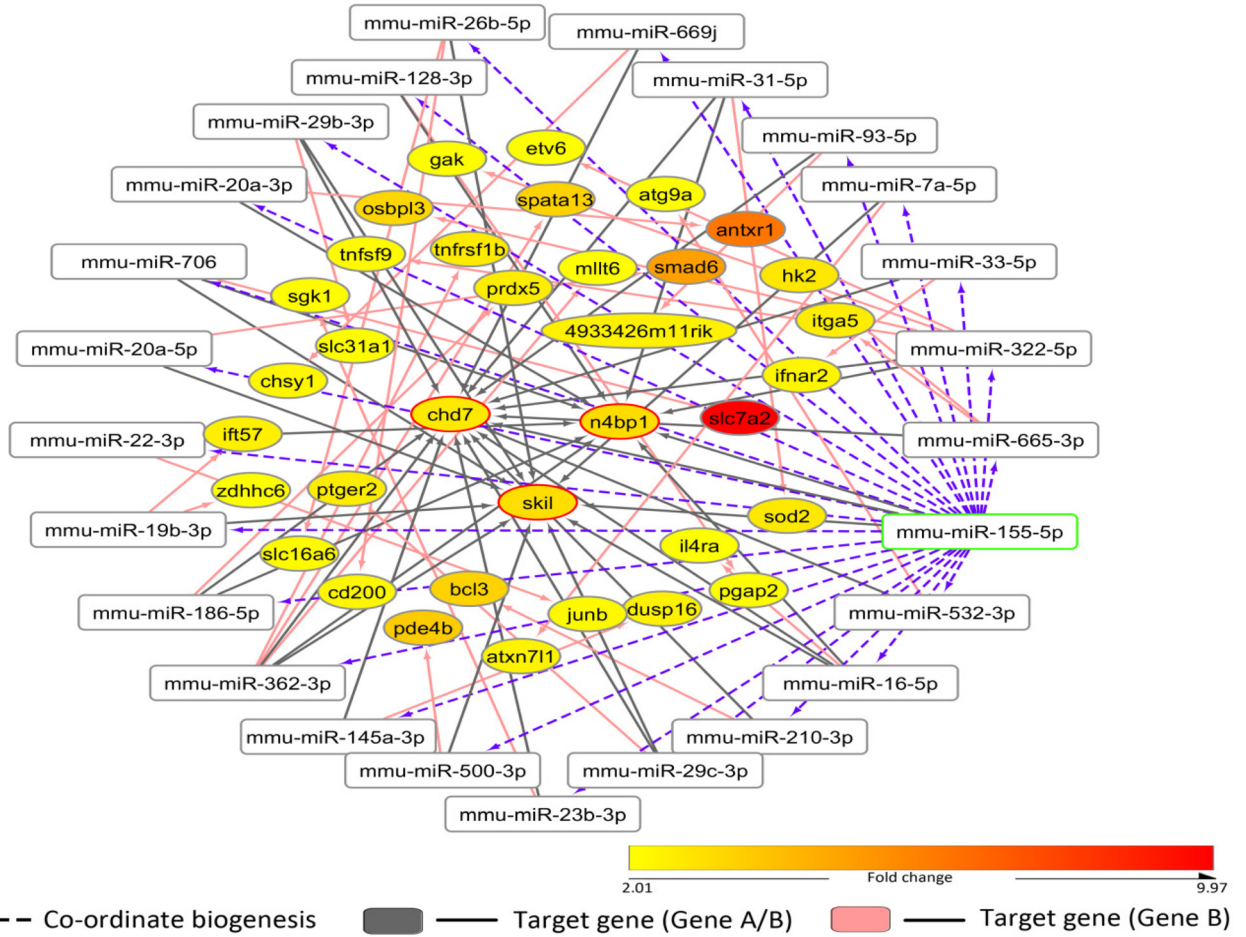 mmu-miR-26b-5p
mmu-miR-669j
mmu-miR-128-3p
mmu-miR-31-5p
mmu-miR-29b-3p
mmu-miR-93-5p
gak
etv6
mmu-miR-20a-3p
mmu-miR-7a-5p
osbpl3
spata13
atg9a
antxr1
tnfsf9
tnfrsf1b
mmu-miR-706
mllt6
smad6
hk2
mmu-miR-33-5p
sgk1
prdx5
4933426m11rik
itga5
mmu-miR-20a-5p
slc31a1
mmu-miR-322-5p
chsy1
ifnar2
chd7
n4bp1
slc7a2
mmu-miR-22-3p
ift57
mmu-miR-665-3p
zdhhc6
ptger2
skil
sod2
mmu-miR-19b-3p
mmu-miR-155-5p
slc16a6
il4ra
cd200
bcl3
pgap2
mmu-miR-186-5p
junb
dusp16
mmu-miR-532-3p
pde4b
atxn7l1
mmu-miR-362-3p
mmu-miR-16-5p
mmu-miR-145a-3p
mmu-miR-210-3p
mmu-miR-500-3p
mmu-miR-29c-3p
mmu-miR-23b-3p
Fold change
2.01
9.97
Co-ordinate biogenesis
Target gene (Gene A/B)
Target gene (Gene B)